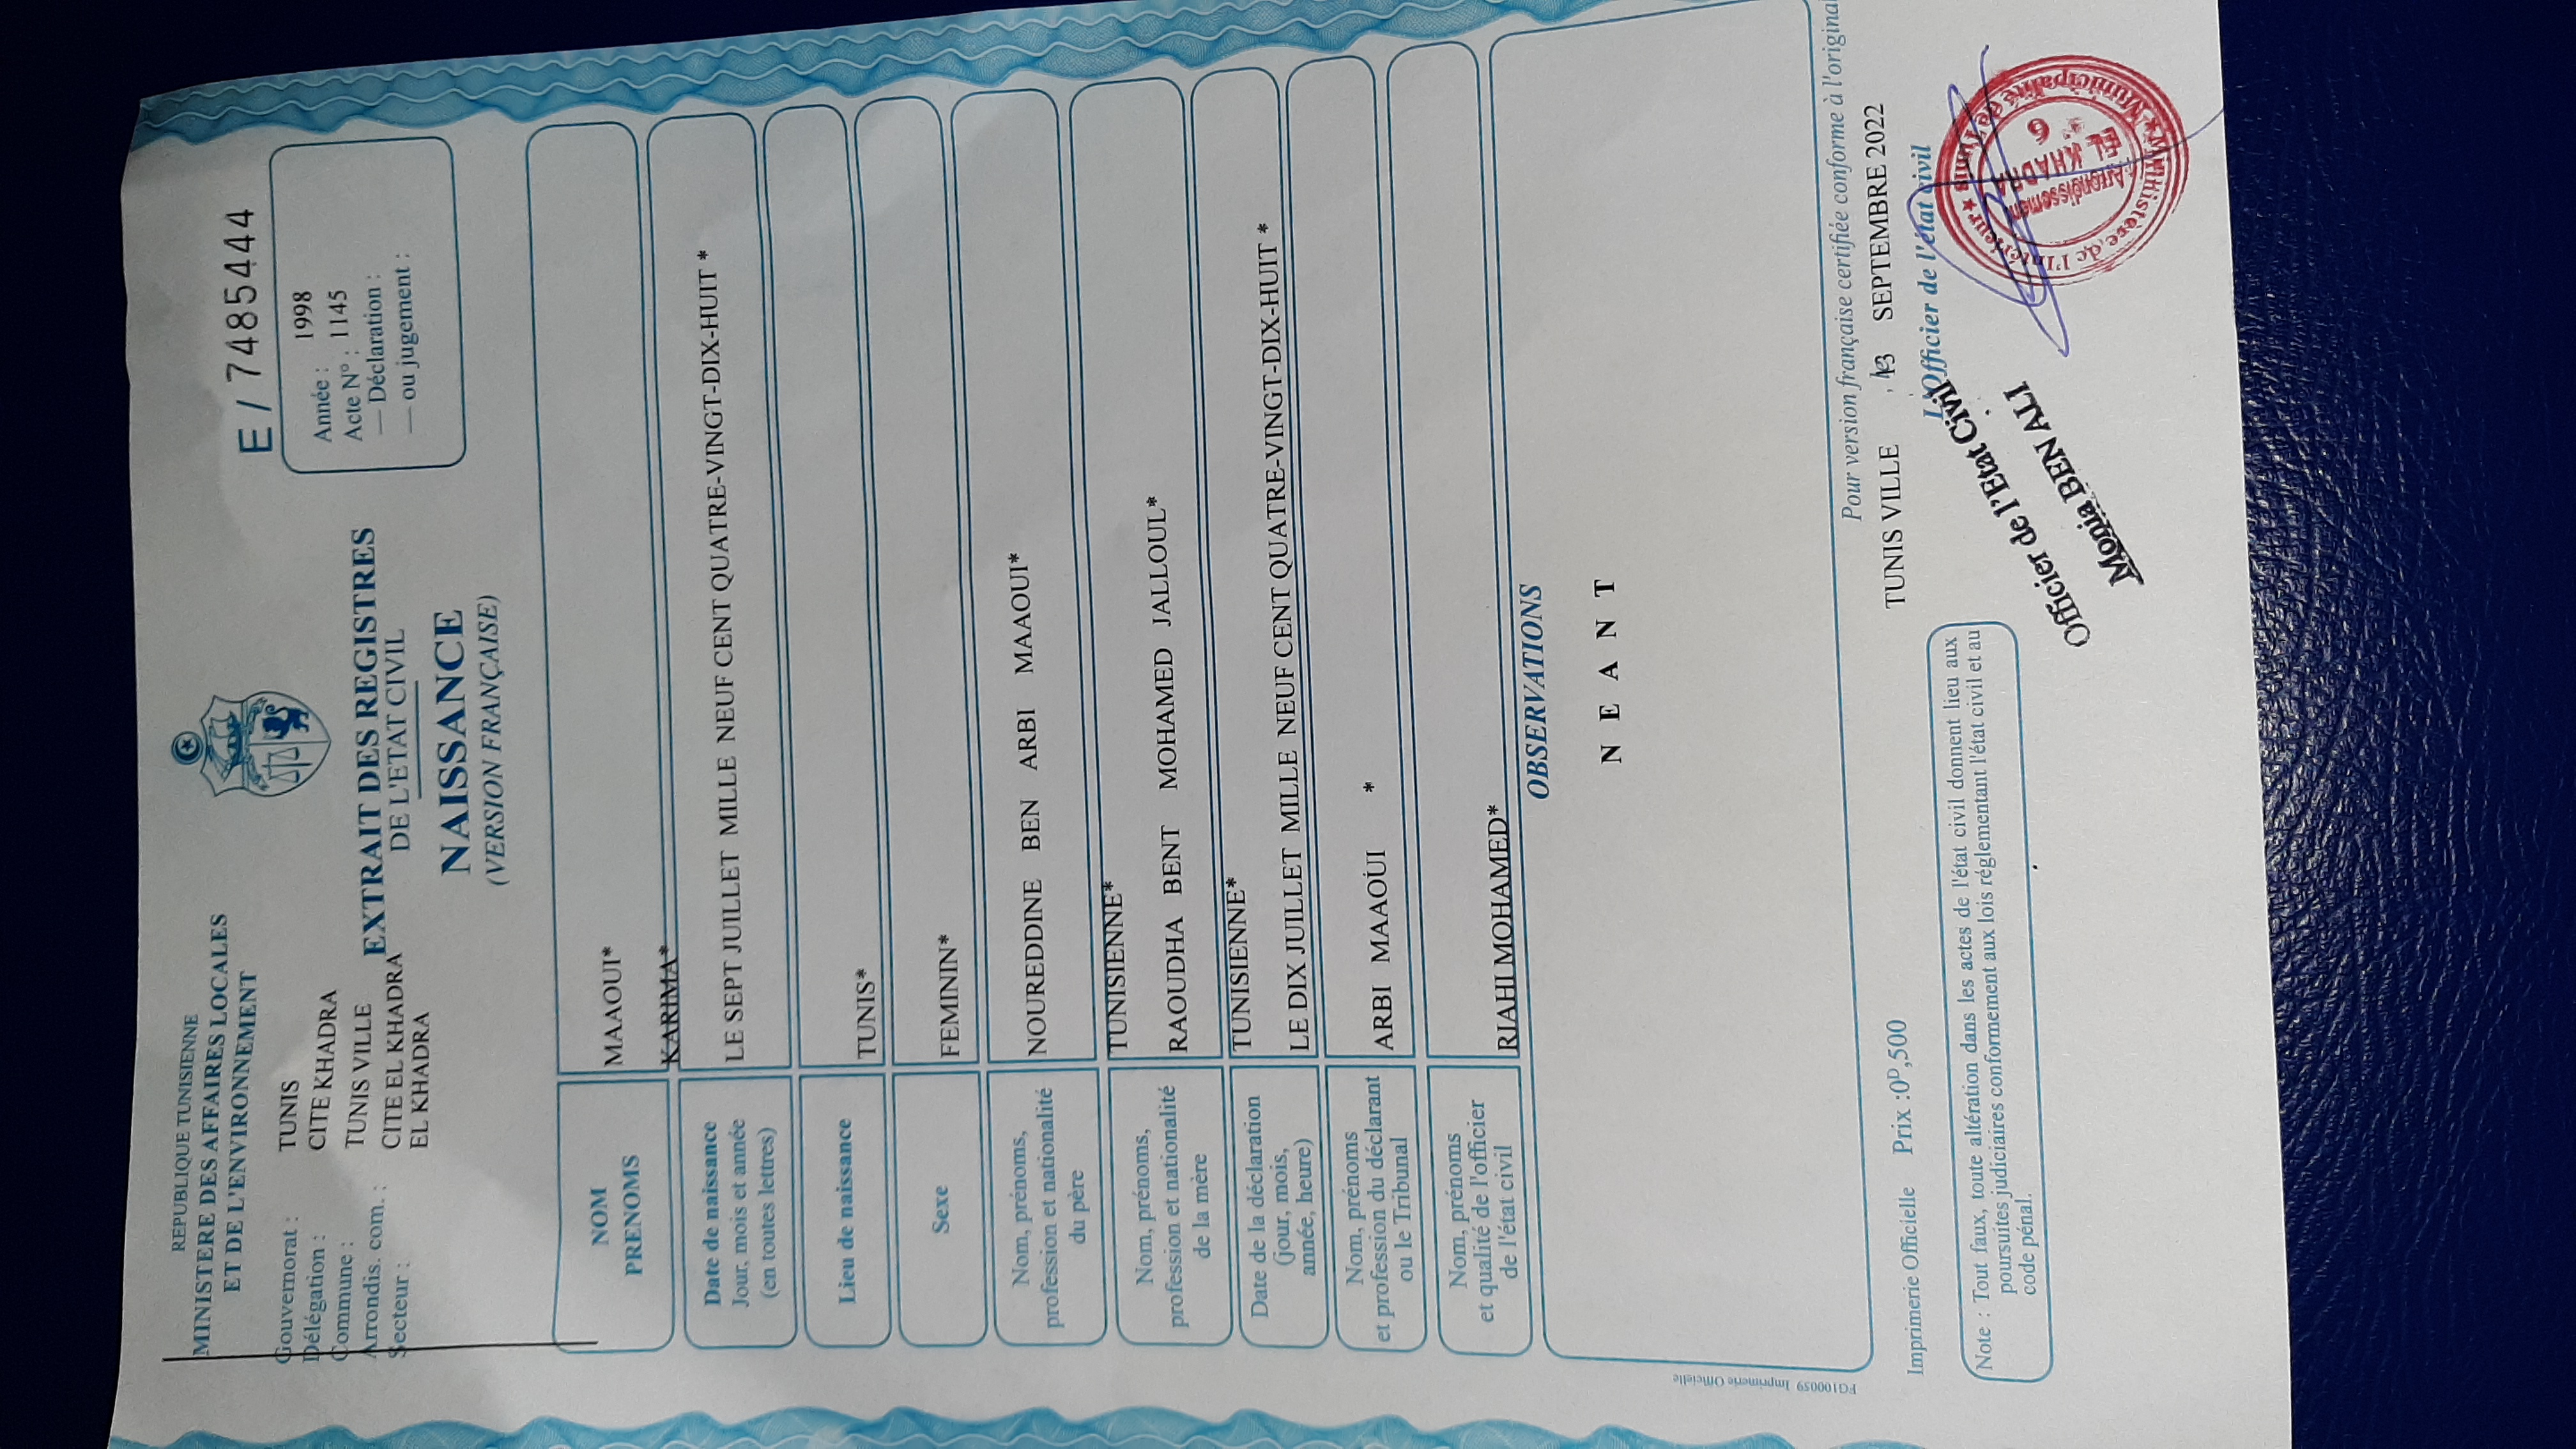 REPUBLIQUE TUNISIENNE
MINISTERE DES AFFAIRES LOCALES
ET DE L'ENVIRONNEMENT
Gouvernorat : TUNIS
Délégation : CITE KHADRA
Commune : TUNIS VILLE
Arrondis. com. : CITE EL KHADRA
Secteur : EL KHADRA
EXTRAIT DES REGISTRES
DE L'ETAT CIVIL
NAISSANCE
(VERSION FRANÇAISE)
E / 7485444
Année : 1998
Acte N° : 1145
— Déclaration :
— ou jugement :
NOM
PRENOMS
MAAOUI*
KARIMA*
Date de naissance
Jour, mois et année
(en toutes lettres)
LE SEPT JUILLET MILLE NEUF CENT QUATRE-VINGT-DIX-HUIT *
Lieu de naissance
TUNIS*
Sexe
FEMININ*
Nom, prénoms,
profession et nationalité
du père
NOUREDDINE BEN ARBI MAAOUI*
TUNISIENNE*
Nom, prénoms,
profession et nationalité
de la mère
RAOUDHA BENT MOHAMED JALLOUL*
TUNISIENNE*
Date de la déclaration
(jour, mois,
année, heure)
LE DIX JUILLET MILLE NEUF CENT QUATRE-VINGT-DIX-HUIT *
Nom, prénoms
et profession du déclarant
ou le Tribunal
ARBI MAAOUI *
Nom, prénoms
et qualité de l'officier
de l'état civil
RIAHI MOHAMED*
OBSERVATIONS
N E A N T
FG100059 Imprimerie Officielle
Pour version française certifiée conforme à l'original
TUNIS VILLE , le 13 SEPTEMBRE 2022
L'Officier de l'état civil
Imprimerie Officielle Prix :0ᴰ,500
Note : Tout faux, toute altération dans les actes de l'état civil donnent lieu aux
poursuites judiciaires conformement aux lois réglementant l'état civil et au
code pénal.
Officier de l'Etat Civil
Monia BEN ALI
Ministère de l'Intérieur ★ Municipalité de Tunis ★
Arrondissement
EL KHADRA
9